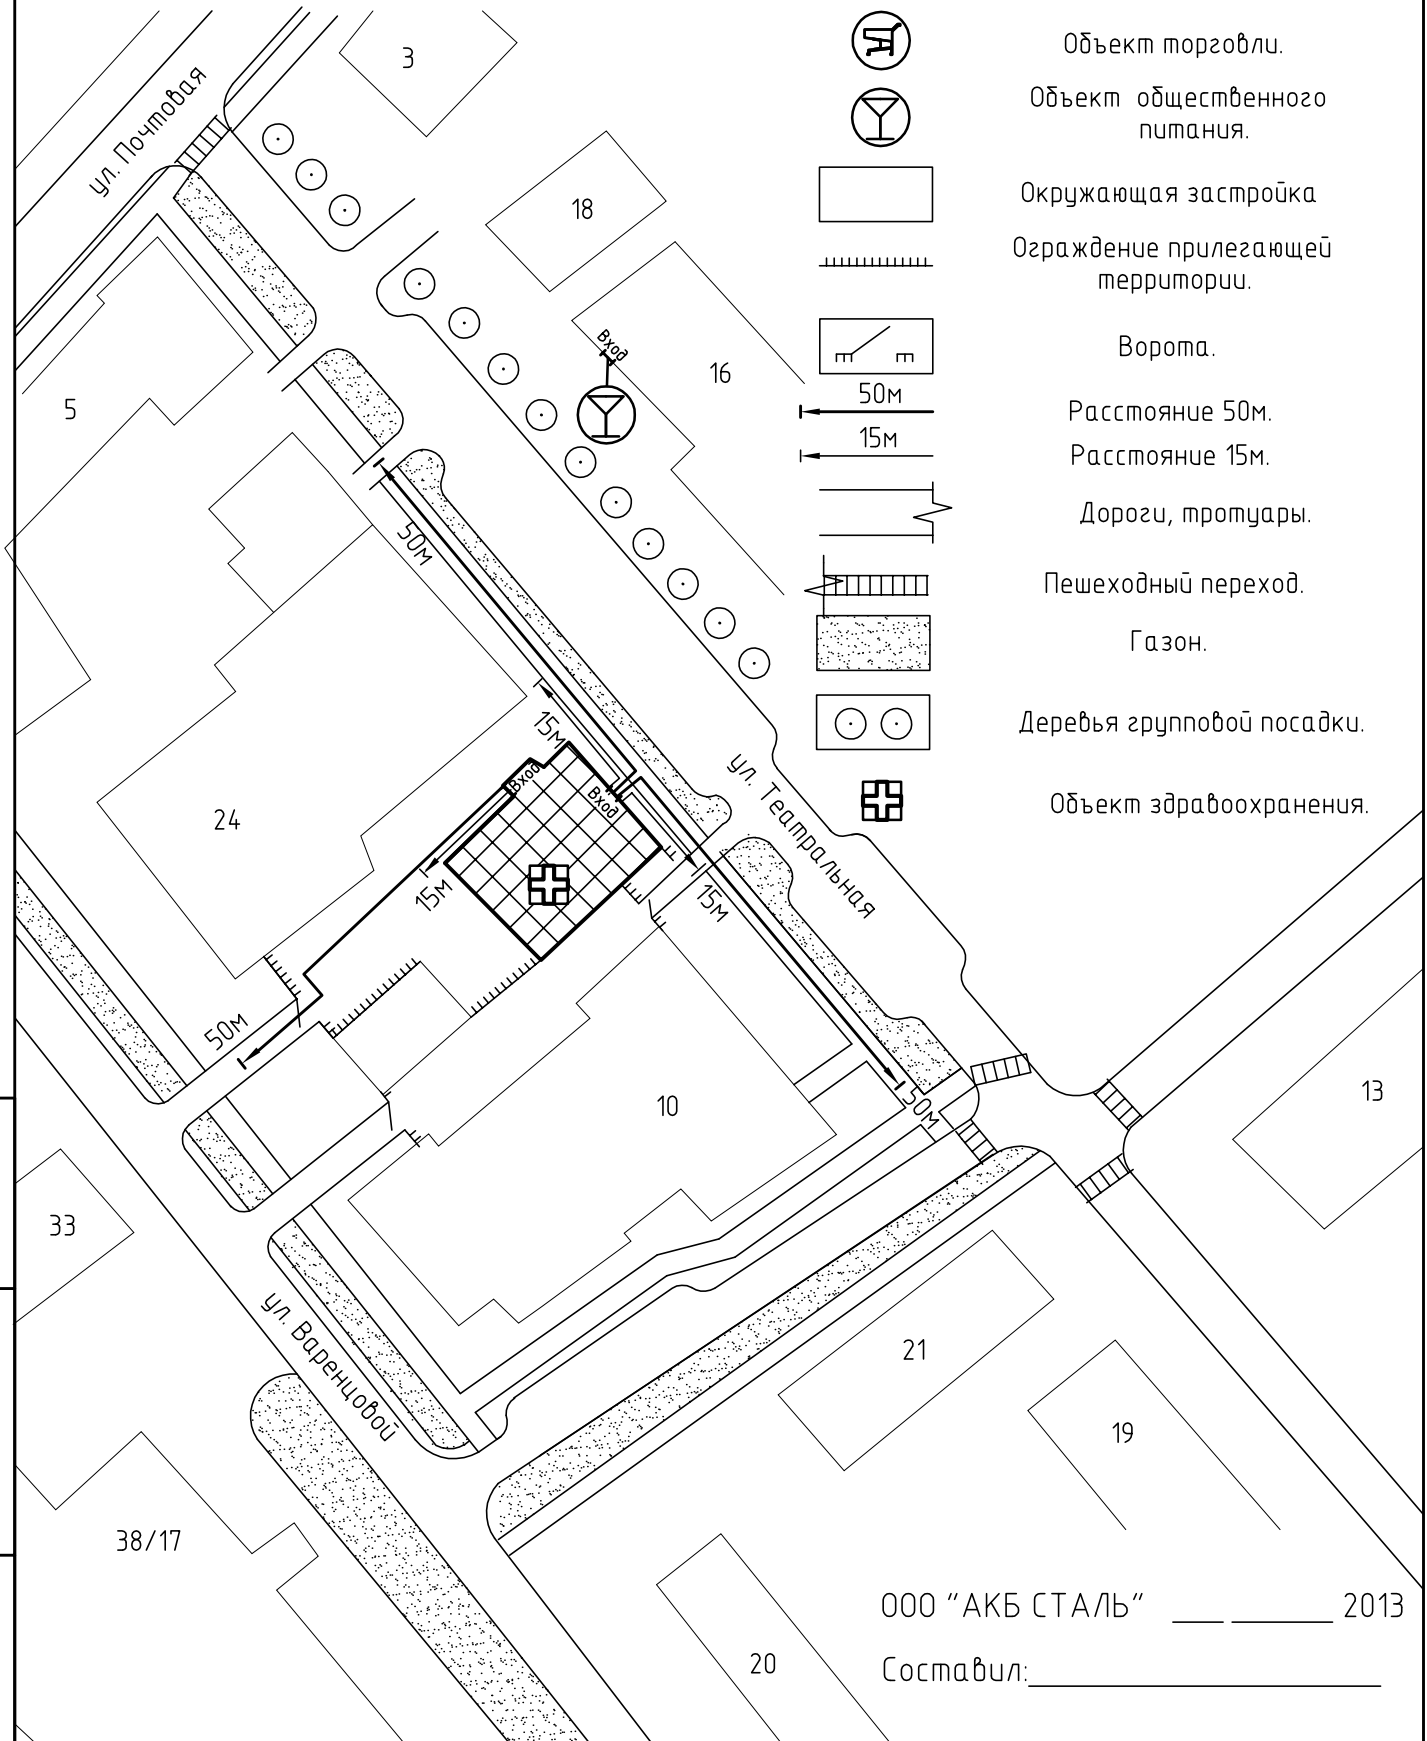 Объект торговли.
Объект общественного
питания.
Окружающая застройка
Ограждение прилегающей
территории.
Ворота.
50м
Расстояние 50м.
15м
Расстояние 15м.
Дороги, тротуары.
Пешеходный переход.
Газон.
Деревья групповой посадки.
Объект здравоохранения.
3
ул. Почтовая
18
Вход
16
5
50м
15м
Вход
Вход
ул. Театральная
24
15м
15м
50м
50м
10
13
33
ул. Варенцовой
21
19
38/17
20
ООО "АКБ СТАЛЬ" ___ ______ 2013
Составил:____________________